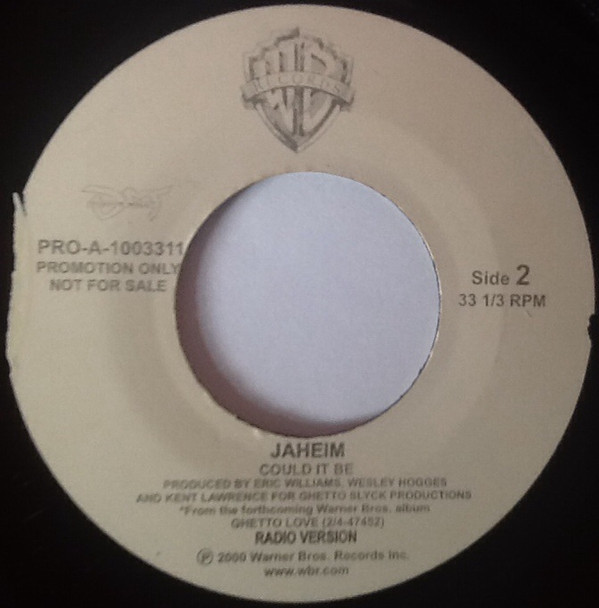 WB
RECORDS
PRO-A-1003311
PROMOTION ONLY
NOT FOR SALE
Side 2
33 1/3 RPM
JAHEIM
COULD IT BE
PRODUCED BY ERIC WILLIAMS, WESLEY HOGGES
AND KENT LAWRENCE FOR GHETTO SLYCK PRODUCTIONS
*From the forthcoming Warner Bros. album
GHETTO LOVE (2/4-47452)
RADIO VERSION
℗ 2000 Warner Bros. Records Inc.
www.wbr.com